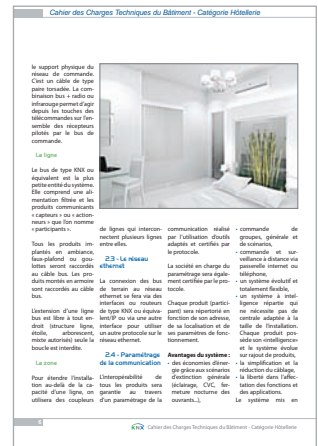 Cahier des Charges Techniques du Bâtiment - Catégorie Hôtellerie
le support physique du
réseau de commande.
C'est un câble de type
paire torsadée. La com-
binaison bus + radio ou
infrarouge permet d'agir
depuis les touches des
télécommandes sur l'en-
semble des récepteurs
pilotés par le bus de
commande.
La ligne
Le bus de type KNX ou
équivalent est la plus
petite entité du système.
Elle comprend une ali-
mentation filtrée et les
produits communicants
« capteurs » ou « action-
neurs » que l'on nomme
« participants ».
Tous les produits im-
plantés en ambiance,
faux-plafond ou gou-
lottes seront raccordés
au câble bus. Les pro-
duits montés en armoire
sont raccordés au câble
bus.
L'extension d'une ligne
bus est libre à tout en-
droit (structure ligne,
étoile, arborescente,
mixte autorisée) seule la
boucle est interdite.
La zone
Pour étendre l'installa-
tion au-delà de la ca-
pacité d'une ligne, on
utilisera des coupleurs
de lignes qui intercon-
nectent plusieurs lignes
entre elles.
2.3 - Le réseau
ethernet
La connexion des bus
de terrain au réseau
ethernet se fera via des
interfaces ou routeurs
de type KNX ou équiva-
lent/IP ou via une autre
interface pour utiliser
un autre protocole sur le
réseau ethernet.
2.4 - Paramétrage
de la communication
L'interopérabilité de
tous les produits sera
garantie au travers
d'un paramétrage de la
communication réalisé
par l'utilisation d'outils
adaptés et certifiés par
le protocole.
La société en charge du
paramétrage sera égale-
ment certifiée par le pro-
tocole.
Chaque produit (partici-
pant) sera répertorié en
fonction de son adresse,
de sa localisation et de
ses paramètres de fonc-
tionnement.
Avantages du système :
• des économies d'éner-
gie grâce aux scénarios
d'extinction générale
(éclairage, CVC, fer-
meture nocturne des
ouvrants...),
• commande de
groupes, générale et
de scénarios,
• commande et sur-
veillance à distance via
passerelle internet ou
téléphone,
• un système évolutif et
totalement flexible,
• un système à intel-
ligence répartie qui
ne nécessite pas de
centrale adaptée à la
taille de l'installation.
Chaque produit pos-
sède son « intelligence »
et le système évolue
sur rajout de produits,
• la simplification et la
réduction du câblage,
• la liberté dans l'affec-
tation des fonctions et
des applications.
Le système mis en
KNX Cahier des Charges Techniques du Bâtiment - Catégorie Hôtellerie